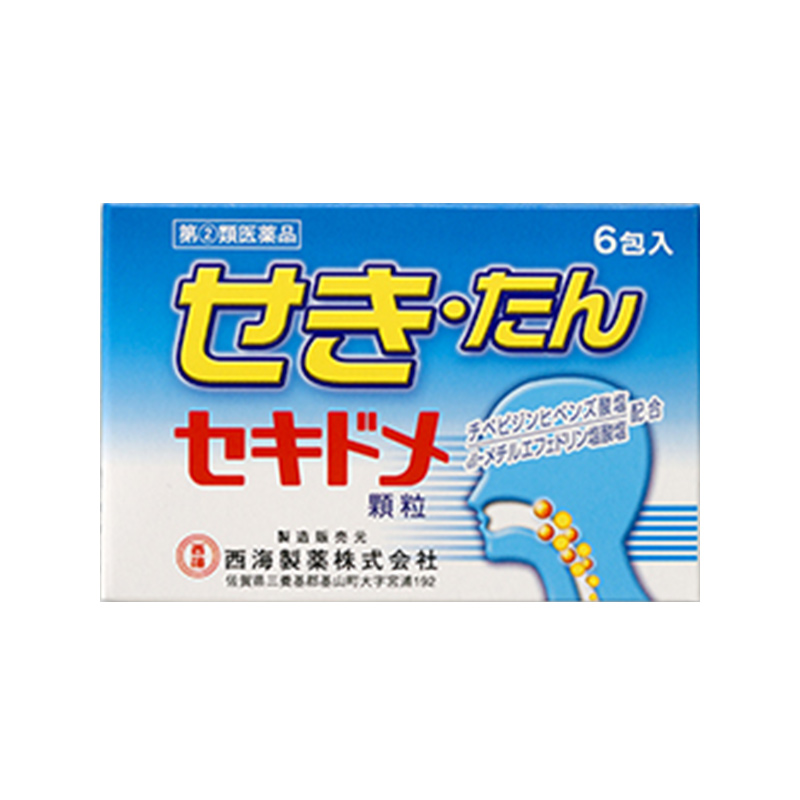 指②類医薬品
6包入
せき・たん
チペピジンヒベンズ酸塩
dl-メチルエフェドリン塩酸塩
配合
セキドメ
顆粒
製造販売元
西海製薬株式会社
佐賀県三養基郡基山町大字宮浦192